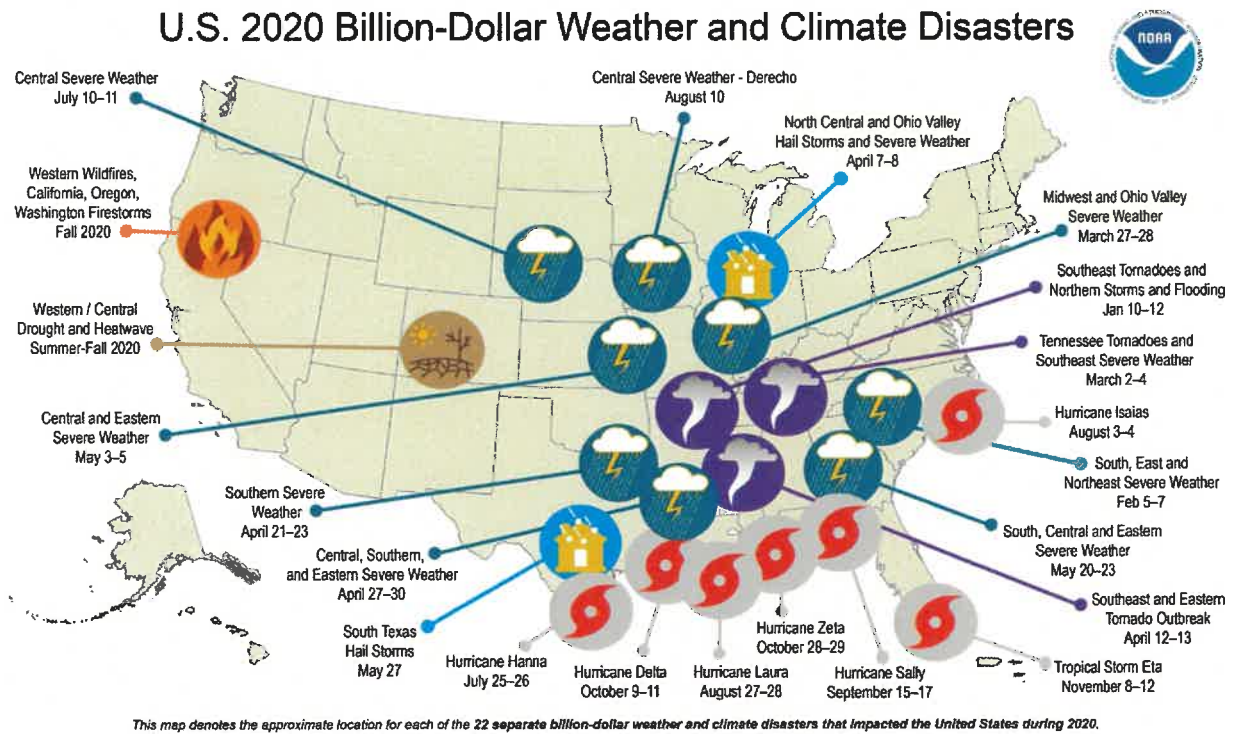 U.S. 2020 Billion-Dollar Weather and Climate Disasters
NOAA
Central Severe Weather
July 10–11
Central Severe Weather - Derecho
August 10
North Central and Ohio Valley
Hail Storms and Severe Weather
April 7–8
Western Wildfires,
California, Oregon,
Washington Firestorms
Fall 2020
Midwest and Ohio Valley
Severe Weather
March 27–28
Southeast Tornadoes and
Northern Storms and Flooding
Jan 10–12
Western / Central
Drought and Heatwave
Summer-Fall 2020
Tennessee Tornadoes and
Southeast Severe Weather
March 2–4
Hurricane Isaias
August 3–4
Central and Eastern
Severe Weather
May 3–5
South, East and
Northeast Severe Weather
Feb 5–7
Southern Severe
Weather
April 21–23
South, Central and Eastern
Severe Weather
May 20–23
Central, Southern,
and Eastern Severe Weather
April 27–30
Southeast and Eastern
Tornado Outbreak
April 12–13
South Texas
Hail Storms
May 27
Hurricane Hanna
July 25–26
Hurricane Delta
October 9–11
Hurricane Laura
August 27–28
Hurricane Zeta
October 28–29
Hurricane Sally
September 15–17
Tropical Storm Eta
November 8–12
This map denotes the approximate location for each of the 22 separate billion-dollar weather and climate disasters that impacted the United States during 2020.